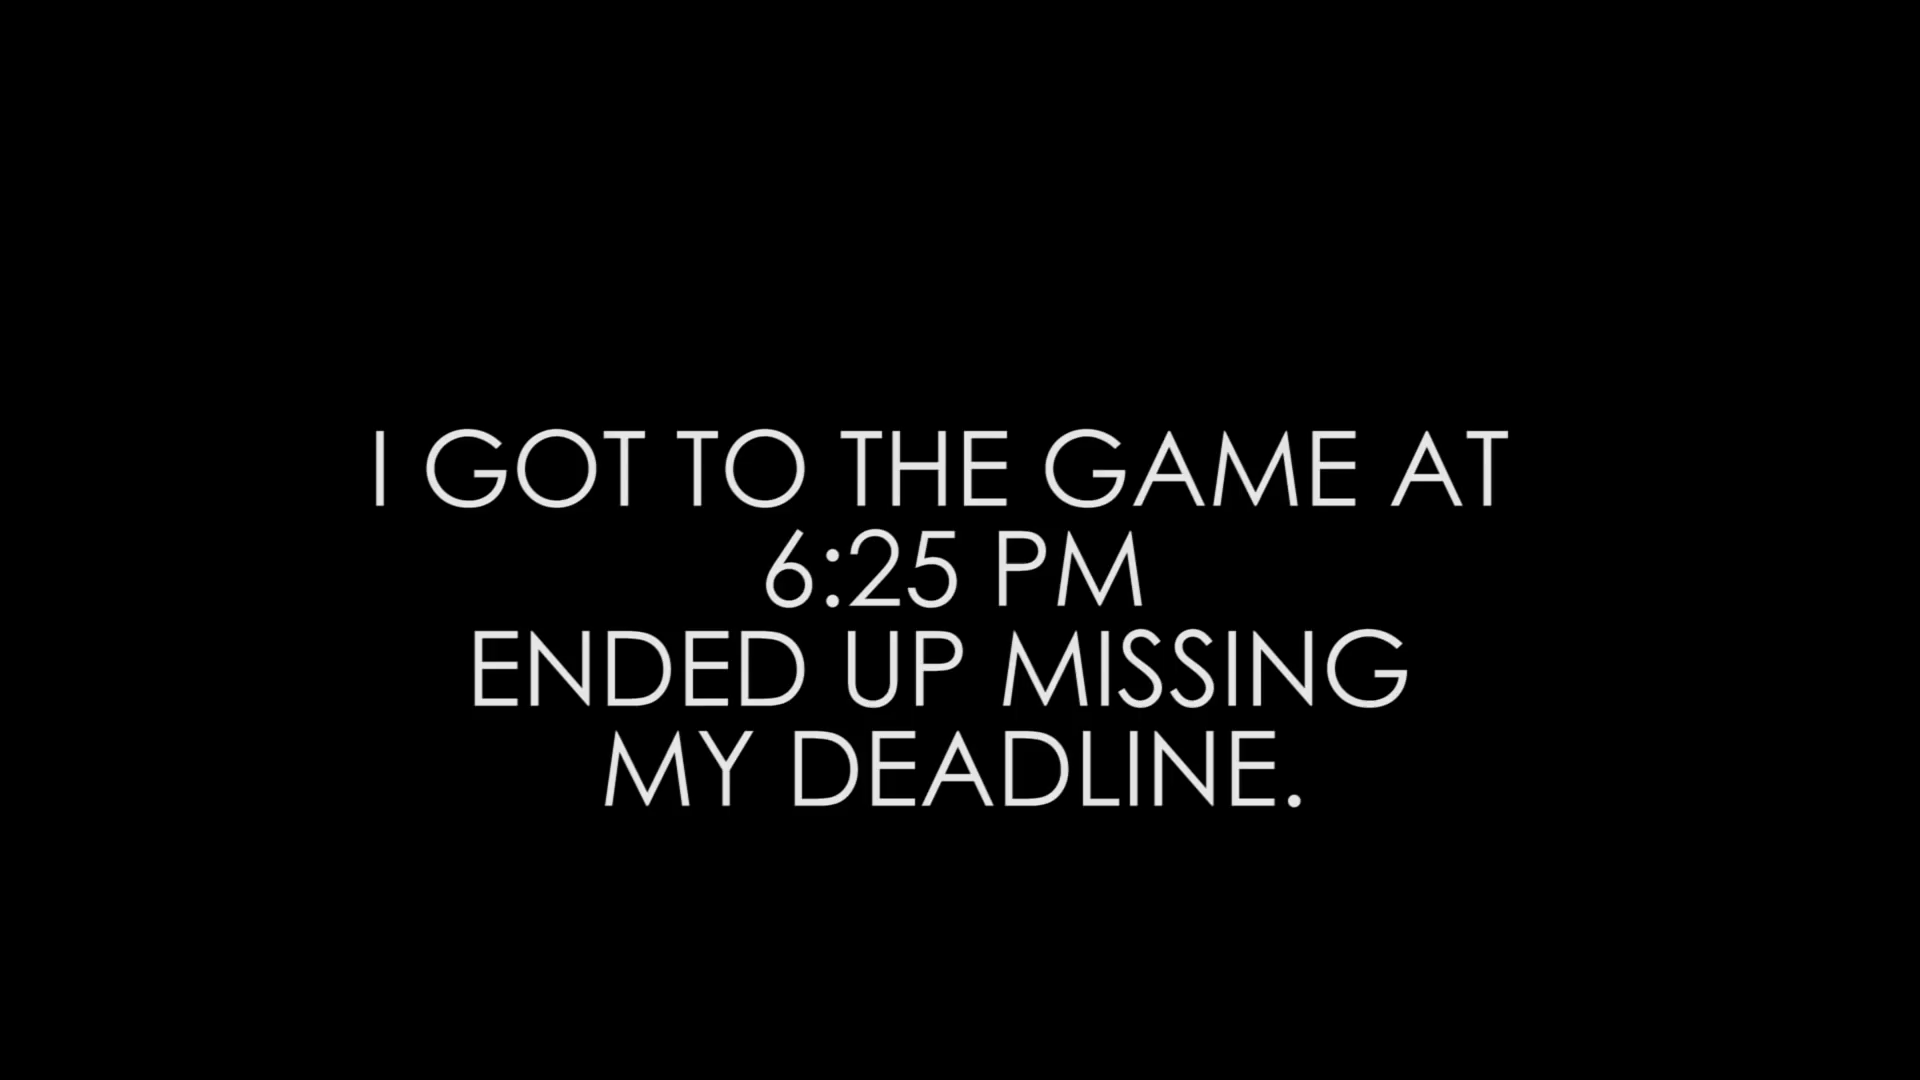 I GOT TO THE GAME AT
6:25 PM
ENDED UP MISSING
MY DEADLINE.